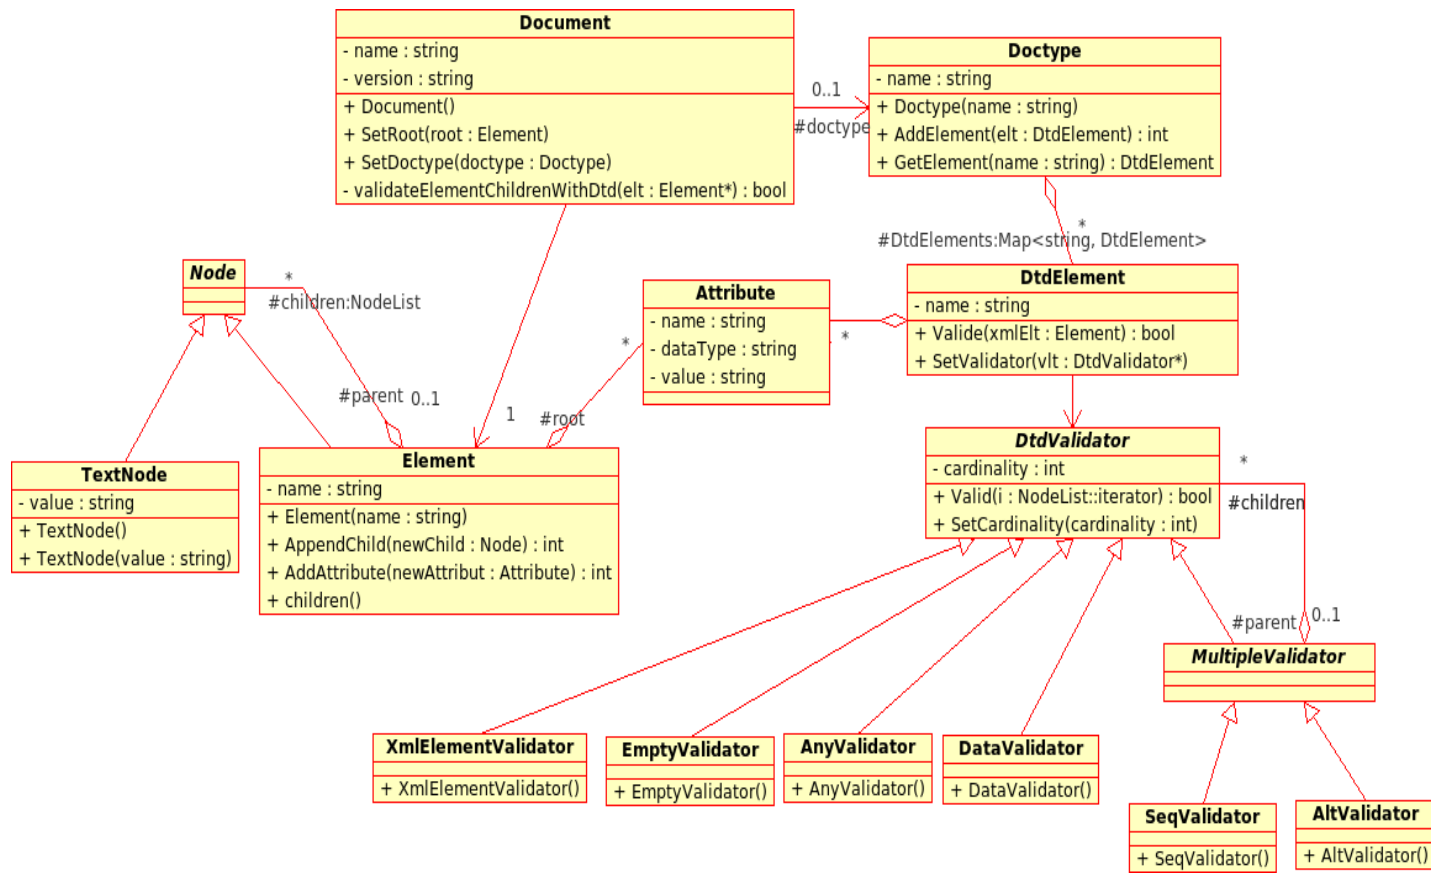 Document
- name : string
- version : string
+ Document()
+ SetRoot(root : Element)
+ SetDoctype(doctype : Doctype)
- validateElementChildrenWithDtd(elt : Element*) : bool
0..1
#doctype
Doctype
- name : string
+ Doctype(name : string)
+ AddElement(elt : DtdElement) : int
+ GetElement(name : string) : DtdElement
*
#DtdElements:Map<string, DtdElement>
Node
*
#children:NodeList
#parent 0..1
1
#root
*
Attribute
- name : string
- dataType : string
- value : string
*
DtdElement
- name : string
+ Valide(xmlElt : Element) : bool
+ SetValidator(vlt : DtdValidator*)
TextNode
- value : string
+ TextNode()
+ TextNode(value : string)
Element
- name : string
+ Element(name : string)
+ AppendChild(newChild : Node) : int
+ AddAttribute(newAttribut : Attribute) : int
+ children()
DtdValidator
- cardinality : int
+ Valid(i : NodeList::iterator) : bool
+ SetCardinality(cardinality : int)
*
#children
#parent 0..1
MultipleValidator
XmlElementValidator
+ XmlElementValidator()
EmptyValidator
+ EmptyValidator()
AnyValidator
+ AnyValidator()
DataValidator
+ DataValidator()
SeqValidator
+ SeqValidator()
AltValidator
+ AltValidator()